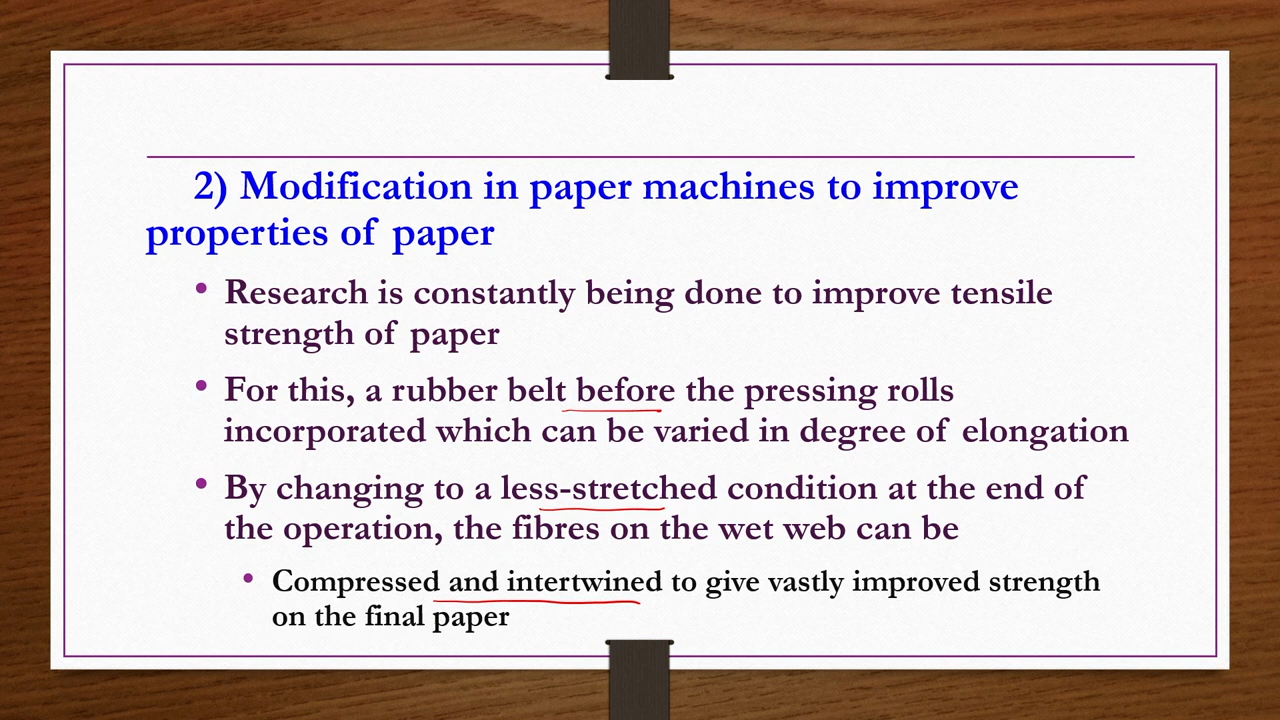 2) Modification in paper machines to improve
properties of paper
• Research is constantly being done to improve tensile
strength of paper
• For this, a rubber belt before the pressing rolls
incorporated which can be varied in degree of elongation
• By changing to a less-stretched condition at the end of
the operation, the fibres on the wet web can be
• Compressed and intertwined to give vastly improved strength
on the final paper